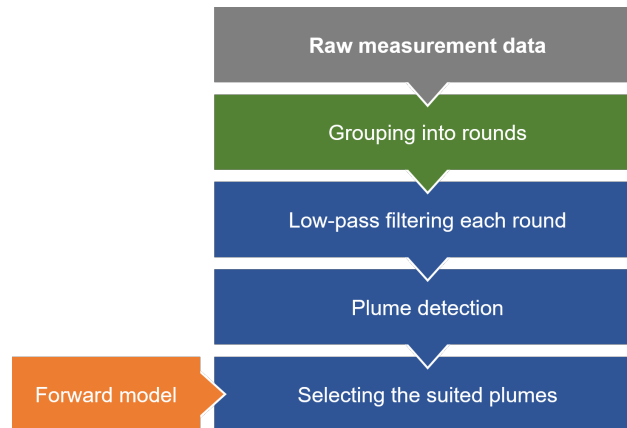 Raw measurement data
Grouping into rounds
Low-pass filtering each round
Plume detection
Forward model
Selecting the suited plumes